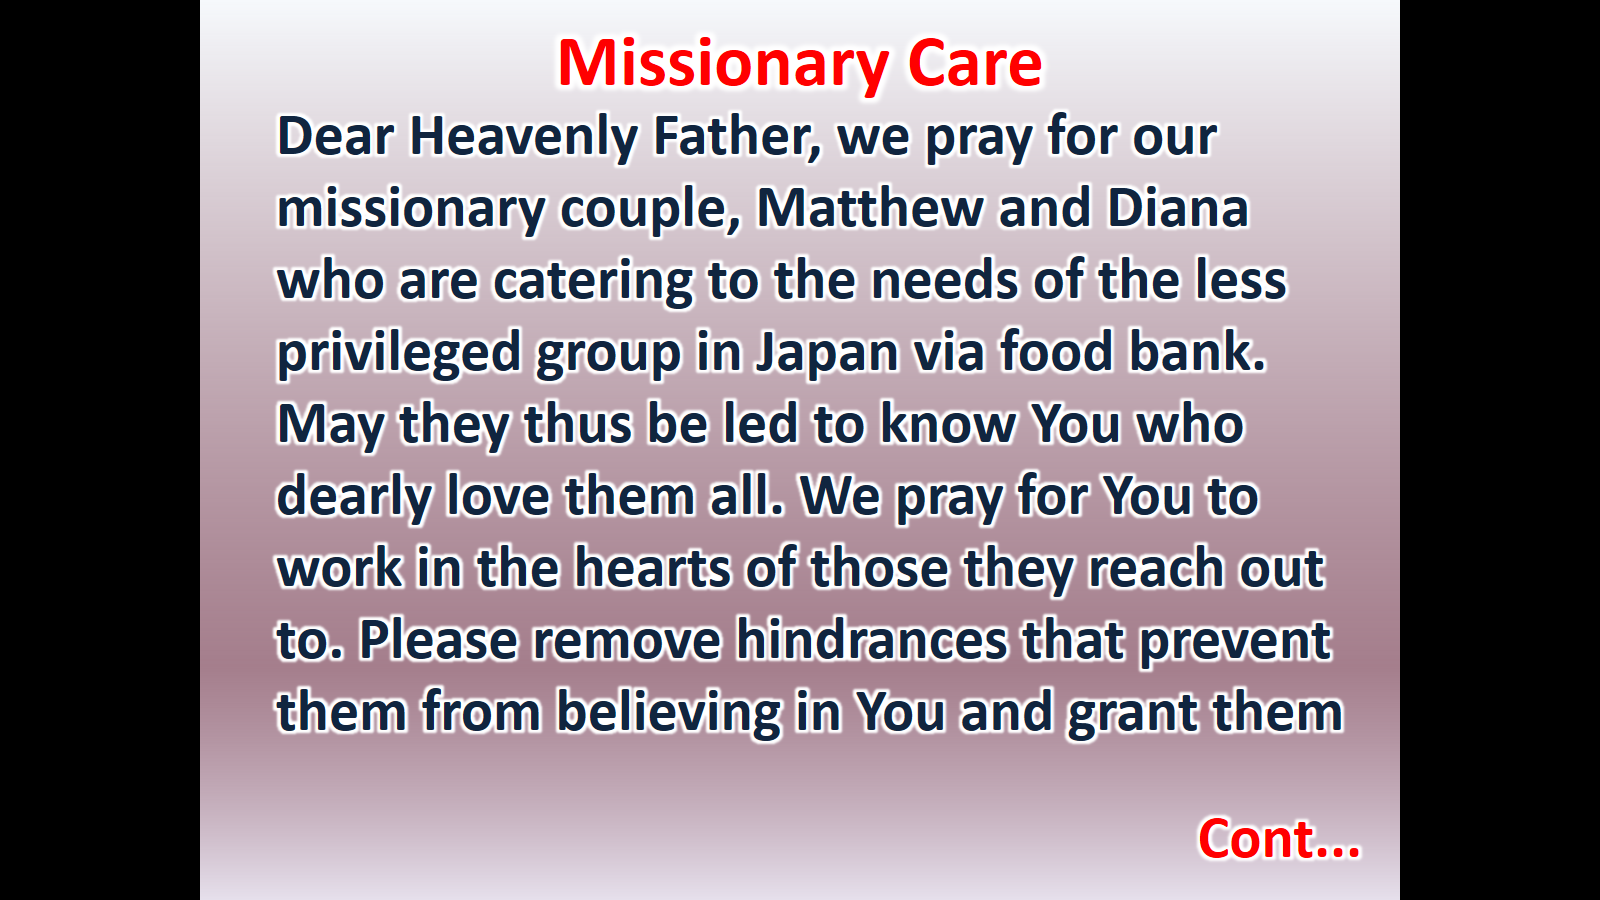 Missionary Care
Dear Heavenly Father, we pray for our
missionary couple, Matthew and Diana
who are catering to the needs of the less
privileged group in Japan via food bank.
May they thus be led to know You who
dearly love them all. We pray for You to
work in the hearts of those they reach out
to. Please remove hindrances that prevent
them from believing in You and grant them
Cont...